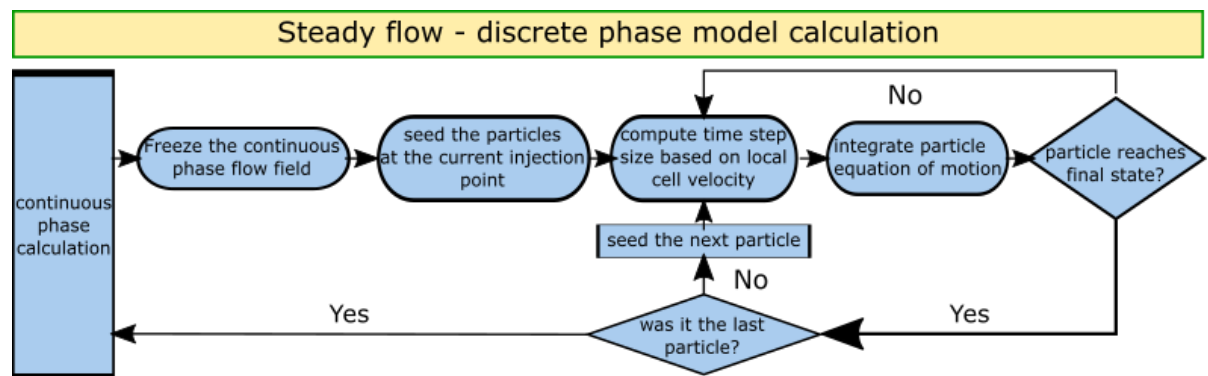 Steady flow - discrete phase model calculation
continuous
phase
calculation
Freeze the continuous
phase flow field
seed the particles
at the current injection
point
compute time step
size based on local
cell velocity
integrate particle
equation of motion
particle reaches
final state?
No
seed the next particle
No
was it the last
particle?
Yes
Yes